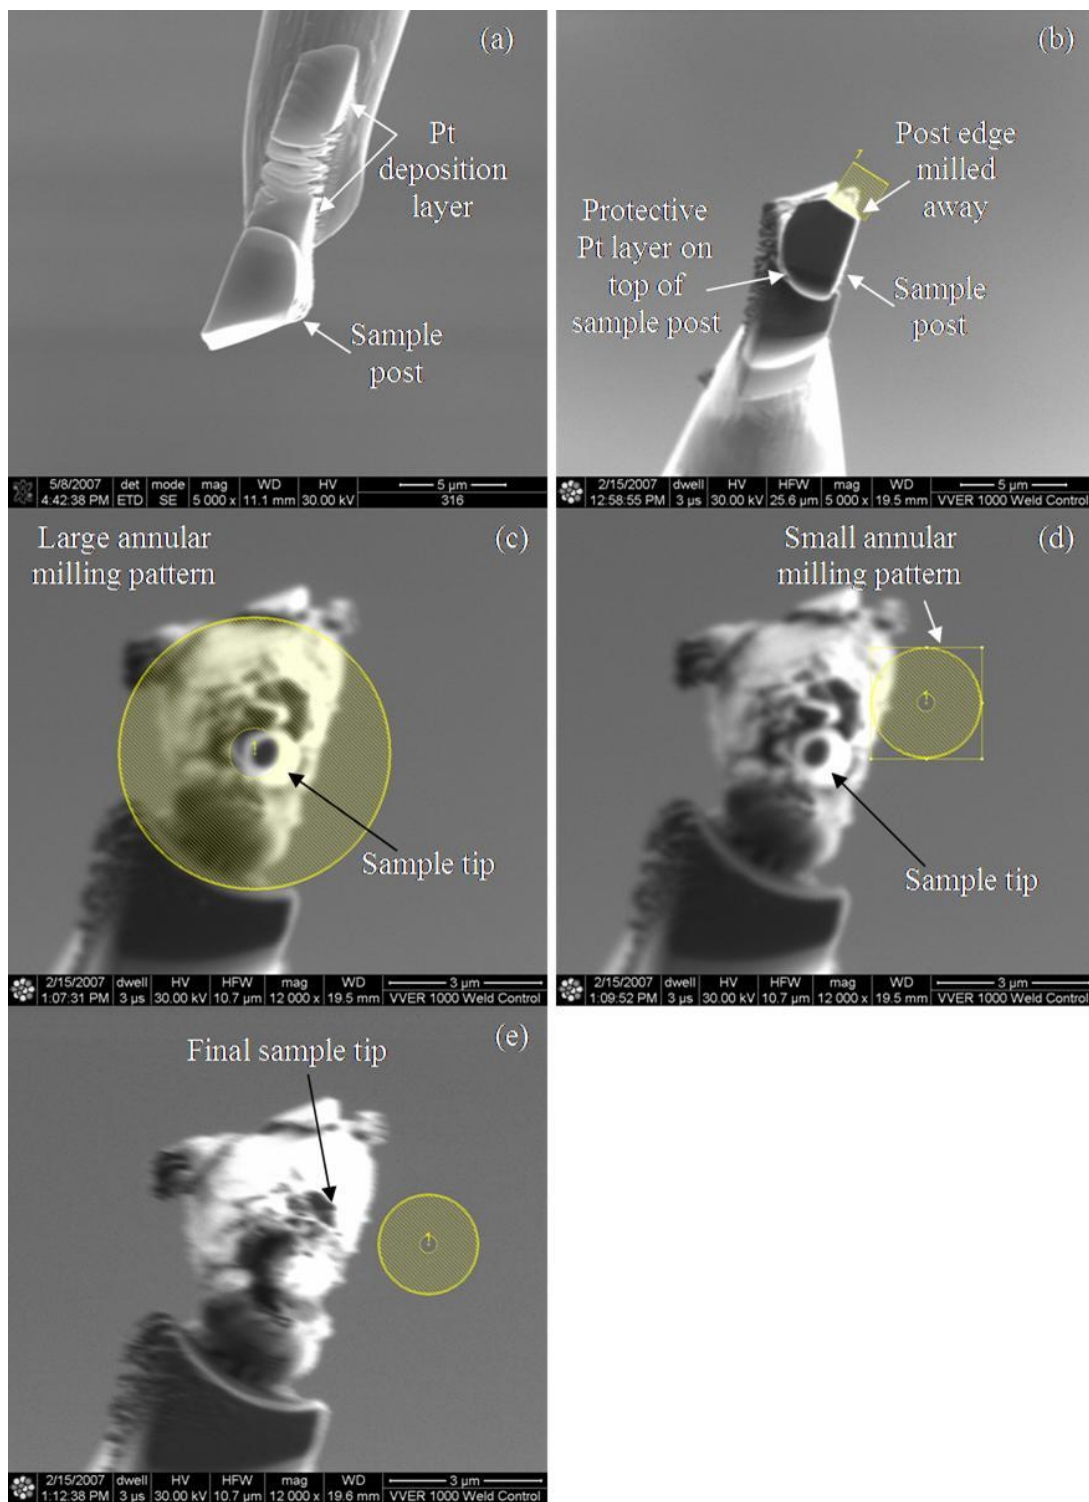 (a)
Pt
deposition
layer
Sample
post
5/8/2007 det mode mag WD HV 5 µm
4:42:38 PM ETD SE 5 000 x 11.1 mm 30.00 kV 316
(b)
Post edge
milled
away
1
Protective
Pt layer on
top of
sample post
Sample
post
2/15/2007 dwell HV HFW mag WD 5 µm
12:58:55 PM 3 µs 30.00 kV 25.6 µm 5 000 x 19.5 mm VVER 1000 Weld Control
(c)
Large annular
milling pattern
1
Sample tip
2/15/2007 dwell HV HFW mag WD 3 µm
1:07:31 PM 3 µs 30.00 kV 10.7 µm 12 000 x 19.5 mm VVER 1000 Weld Control
(d)
Small annular
milling pattern
1
Sample tip
2/15/2007 dwell HV HFW mag WD 3 µm
1:09:52 PM 3 µs 30.00 kV 10.7 µm 12 000 x 19.5 mm VVER 1000 Weld Control
(e)
Final sample tip
1
2/15/2007 dwell HV HFW mag WD 3 µm
1:12:38 PM 3 µs 30.00 kV 10.7 µm 12 000 x 19.6 mm VVER 1000 Weld Control